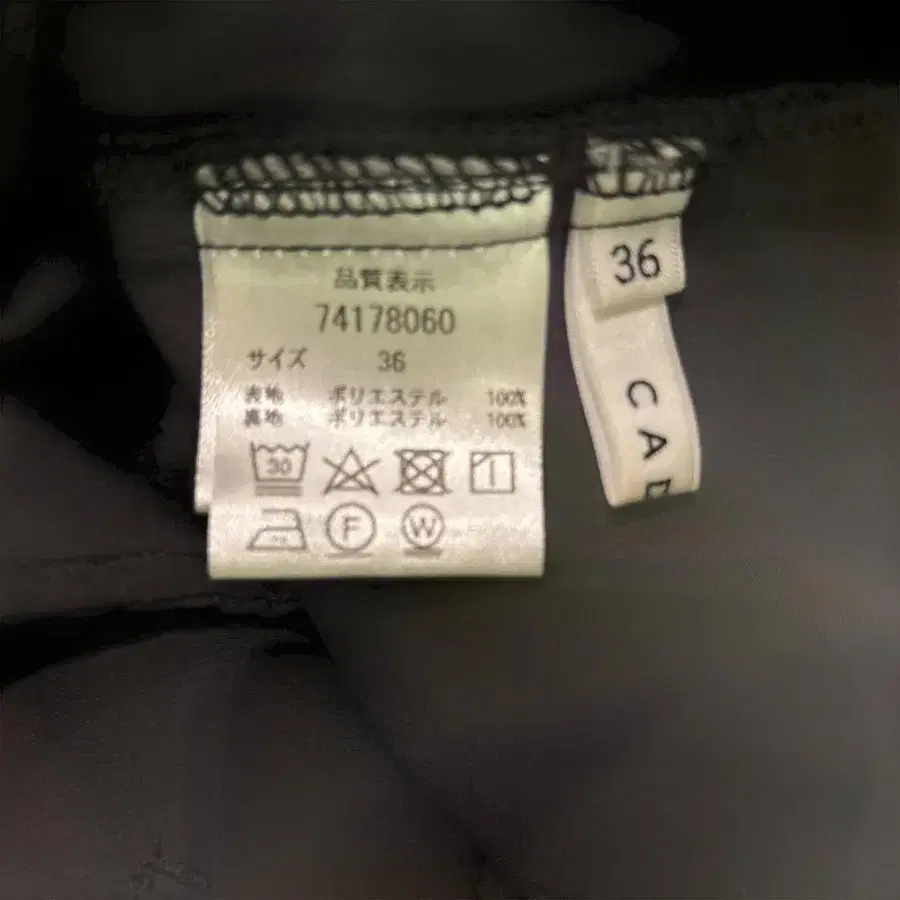 品質表示
74178060
サイズ 36
表地 ポリエステル 100%
裏地 ポリエステル 100%
30
F W
36
CA